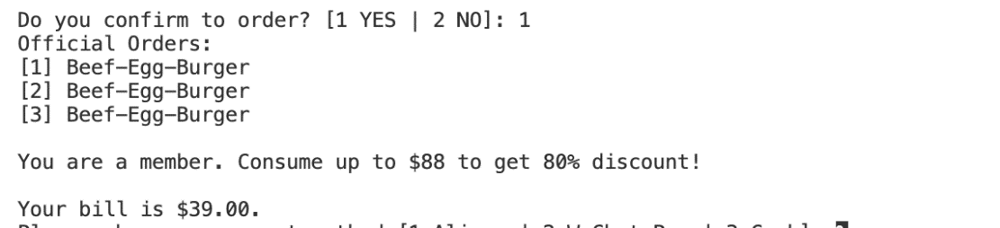 Do you confirm to order? [1 YES | 2 NO]: 1
Official Orders:
[1] Beef-Egg-Burger
[2] Beef-Egg-Burger
[3] Beef-Egg-Burger
You are a member. Consume up to $88 to get 80% discount!
Your bill is $39.00.